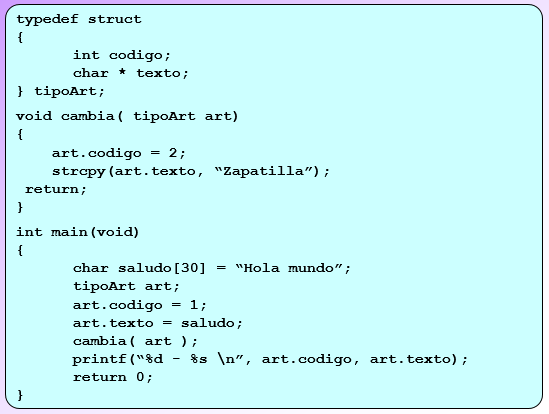 typedef struct
{
int codigo;
char * texto;
} tipoArt;
void cambia( tipoArt art)
{
art.codigo = 2;
strcpy(art.texto, “Zapatilla”);
return;
}
int main(void)
{
char saludo[30] = “Hola mundo”;
tipoArt art;
art.codigo = 1;
art.texto = saludo;
cambia( art );
printf(“%d - %s \n”, art.codigo, art.texto);
return 0;
}